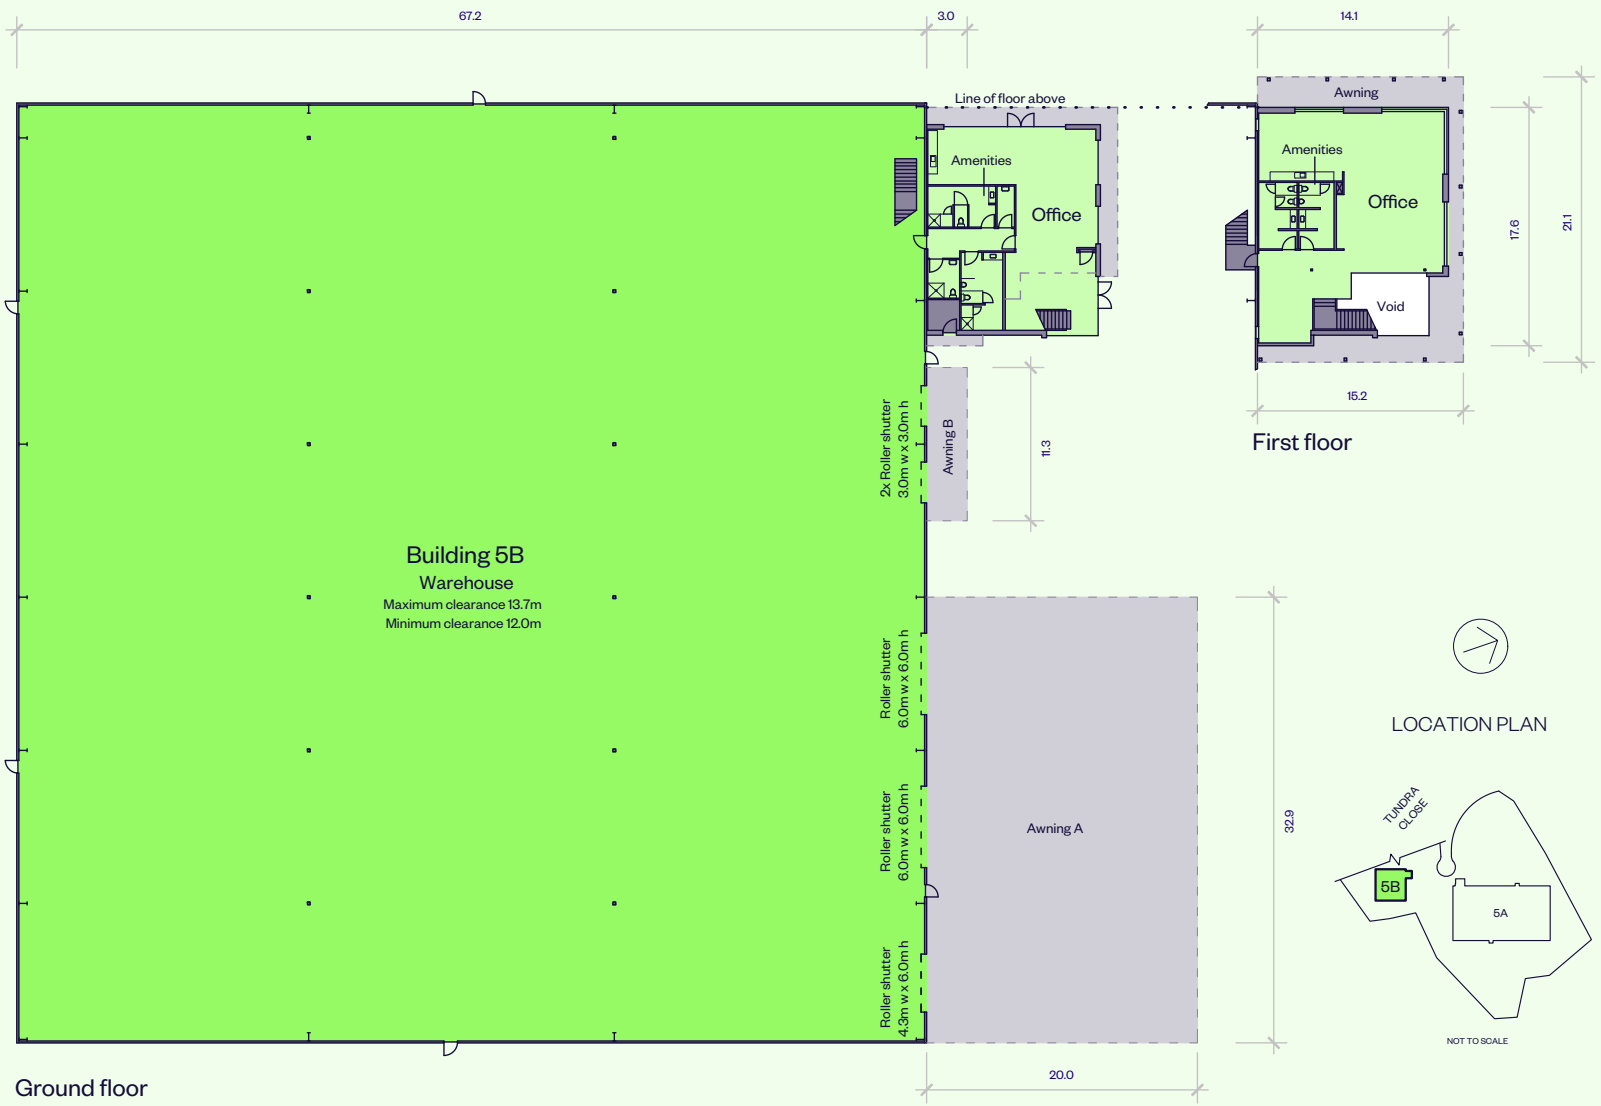 67.2
3.0
14.1
Line of floor above
Awning
Amenities
Office
Amenities
Office
17.6
21.1
Void
15.2
First floor
2x Roller shutter
3.0m w x 3.0m h
Awning B
11.3
Building 5B
Warehouse
Maximum clearance 13.7m
Minimum clearance 12.0m
Roller shutter
6.0m w x 6.0m h
LOCATION PLAN
TUNDRA
CLOSE
5B
5A
NOT TO SCALE
Roller shutter
6.0m w x 6.0m h
Awning A
32.9
Roller shutter
4.3m w x 6.0m h
20.0
Ground floor